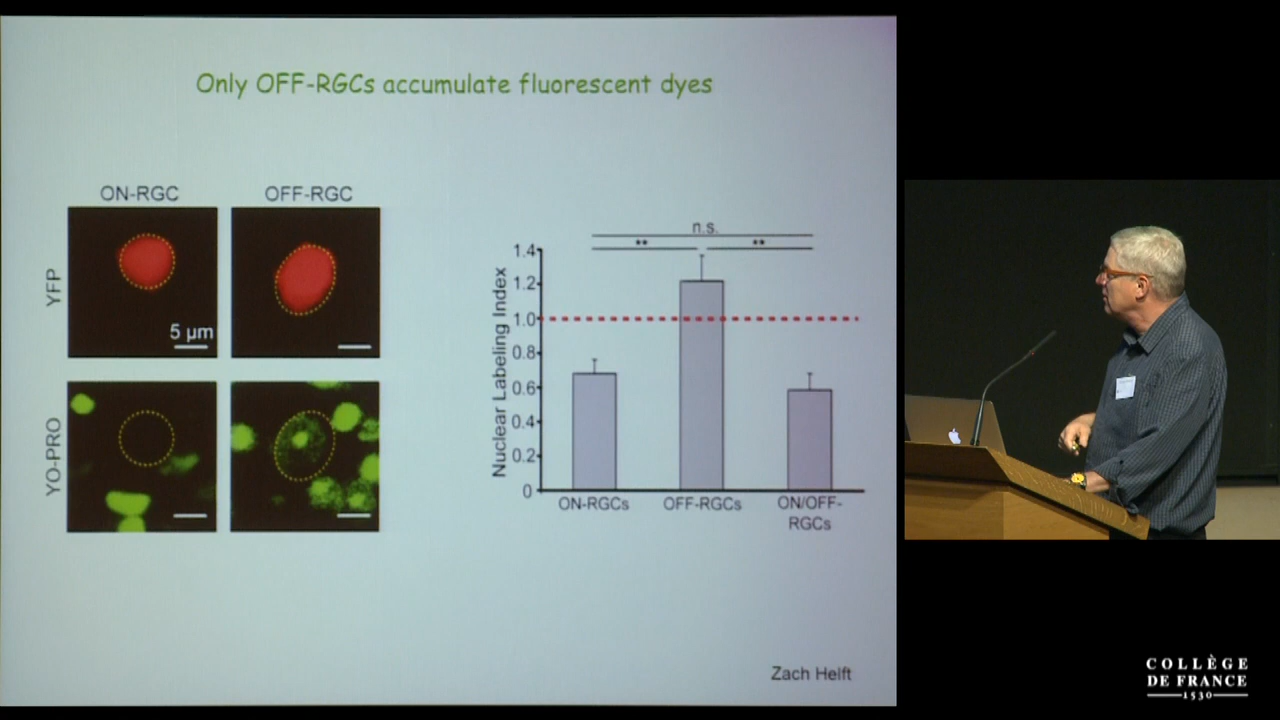 Only OFF-RGCs accumulate fluorescent dyes
ON-RGC
OFF-RGC
YFP
5 μm
YO-PRO
n.s.
**
**
Nuclear Labeling Index
1.4
1.2
1.0
0.8
0.6
0.4
0.2
0
ON-RGCs
OFF-RGCs
ON/OFF-
RGCs
Zach Helft
COLLÈGE
DE FRANCE
1530